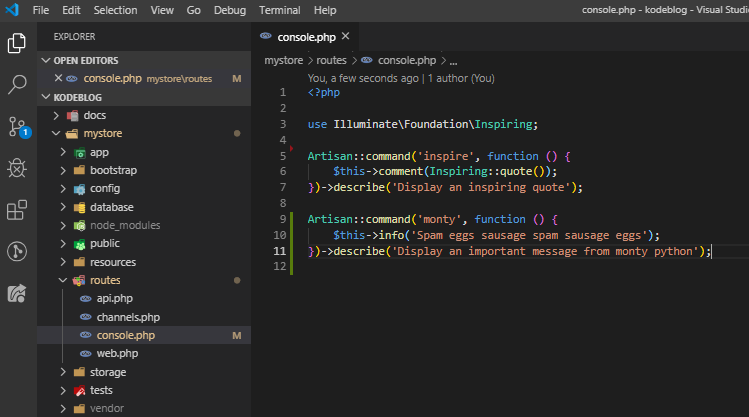 File Edit Selection View Go Debug Terminal Help console.php - kodeblog - Visual Studio
EXPLORER
OPEN EDITORS
console.php mystore\routes M
KODEBLOG
docs
mystore
app
bootstrap
config
database
node_modules
public
resources
routes
api.php
channels.php
console.php M
web.php
storage
tests
vendor
1
console.php
mystore > routes > console.php > ...
You, a few seconds ago | 1 author (You)
1 <?php
2
3 use Illuminate\Foundation\Inspiring;
4
5 Artisan::command('inspire', function () {
6 $this->comment(Inspiring::quote());
7 })->describe('Display an inspiring quote');
8
9 Artisan::command('monty', function () {
10 $this->info('Spam eggs sausage spam sausage eggs');
11 })->describe('Display an important message from monty python');
12